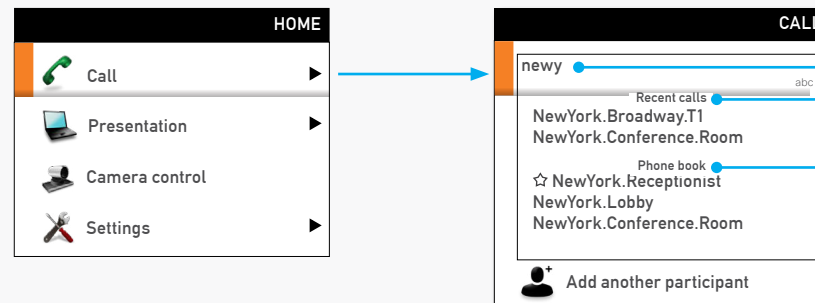 HOME
Call
Presentation
Camera control
Settings
CALL
newy
abc
Recent calls
NewYork.Broadway.T1
NewYork.Conference.Room
Phone book
NewYork.Receptionist
NewYork.Lobby
NewYork.Conference.Room
Add another participant